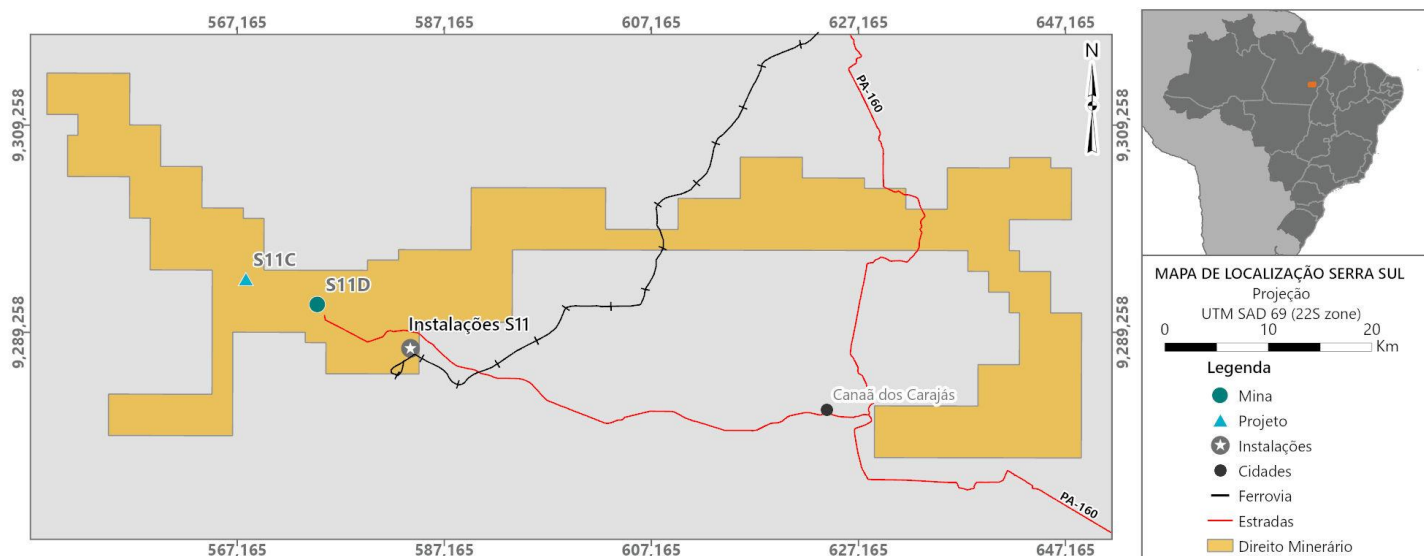 567,165
587,165
607,165
627,165
647,165
9,309,258
9,309,258
N
PA-160
S11C
S11D
Instalações S11
9,289,258
9,289,258
Canaã dos Carajás
PA-160
567,165
587,165
607,165
627,165
647,165
MAPA DE LOCALIZAÇÃO SERRA SUL
Projeção
UTM SAD 69 (22S zone)
0 10 20
Km
Legenda
Mina
Projeto
Instalações
Cidades
Ferrovia
Estradas
Direito Minerário